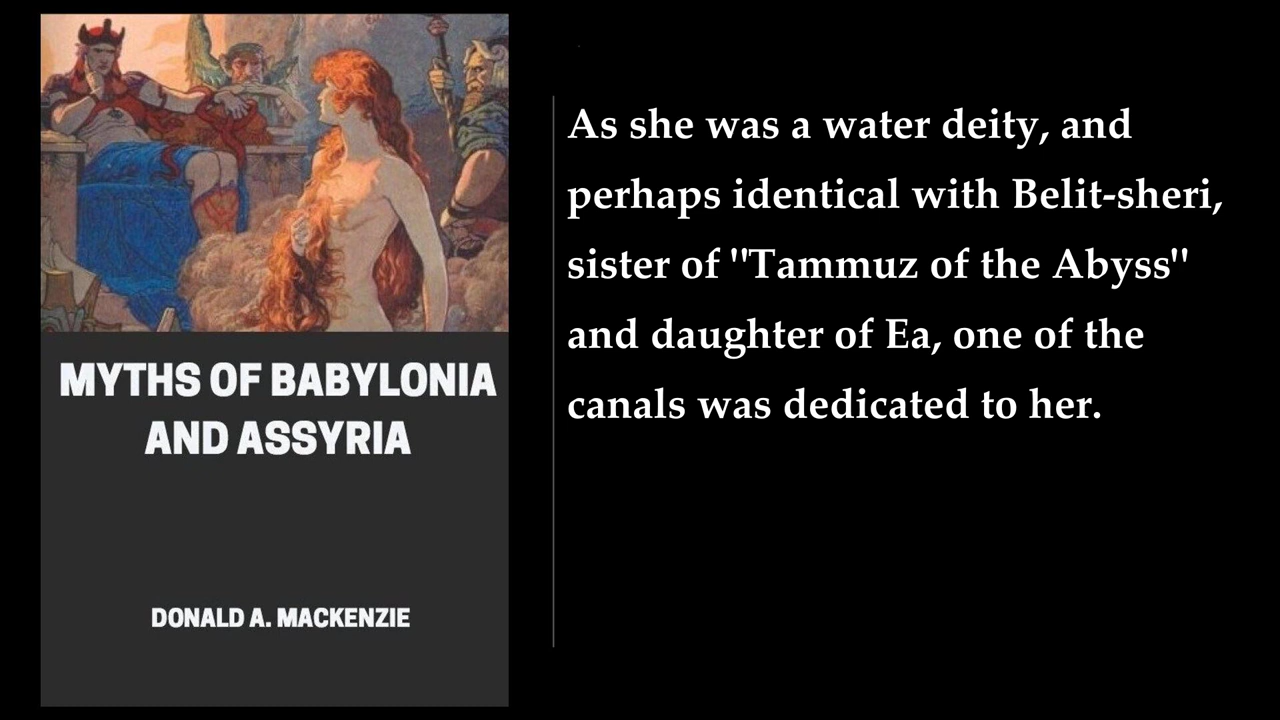 MYTHS OF BABYLONIA
AND ASSYRIA
DONALD A. MACKENZIE
As she was a water deity, and
perhaps identical with Belit-sheri,
sister of "Tammuz of the Abyss"
and daughter of Ea, one of the
canals was dedicated to her.